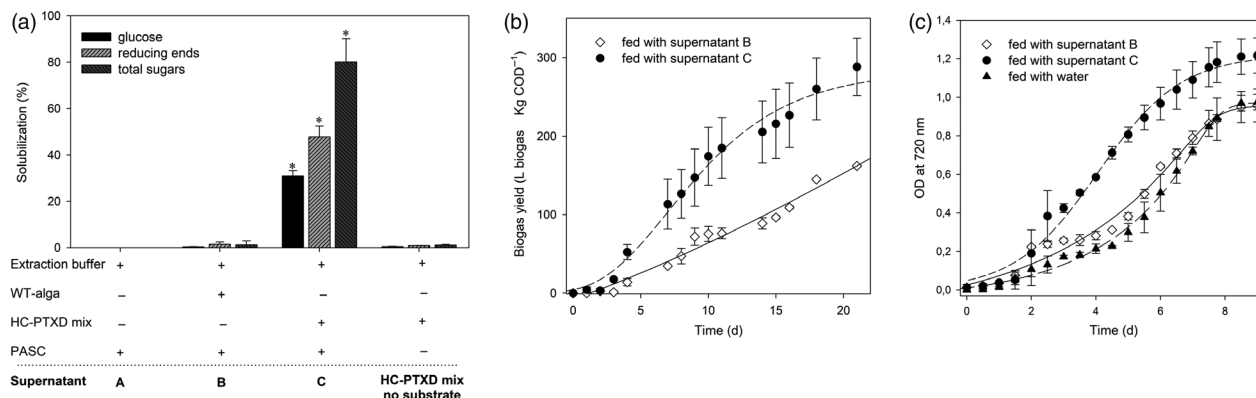 (a)
100
80
60
40
20
0
Solubilization (%)
glucose
reducing ends
total sugars
*
*
*
Extraction buffer + + + +
WT-alga – + – –
HC-PTXD mix – – + +
PASC + + + –
Supernatant A B C HC-PTXD mix
no substrate
(b)
300
200
100
0
Biogas yield (L biogas Kg COD⁻¹)
fed with supernatant B
fed with supernatant C
0 5 10 15 20
Time (d)
(c)
1,4
1,2
1,0
0,8
0,6
0,4
0,2
0,0
OD at 720 nm
fed with supernatant B
fed with supernatant C
fed with water
0 2 4 6 8
Time (d)